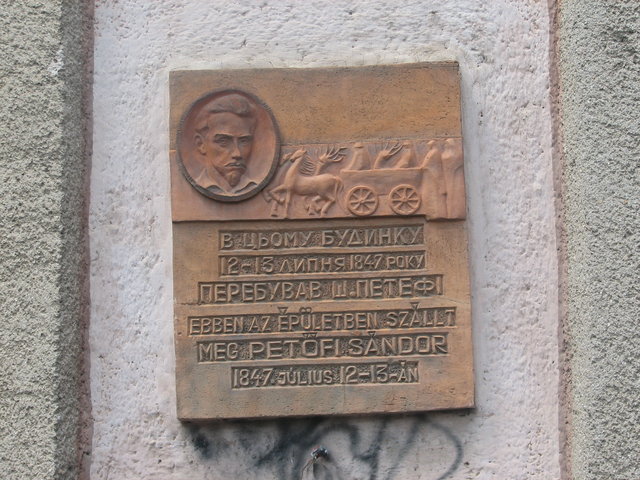 В ЦЬОМУ БУДИНКУ
12-13 ЛИПНЯ 1847 РОКУ
ПЕРЕБУВАВ Ш. ПЕТЕФІ
EBBEN AZ ÉPÜLETBEN SZÁLLT
MEG PETŐFI SÁNDOR
1847 JÚLIUS 12-13-ÁN